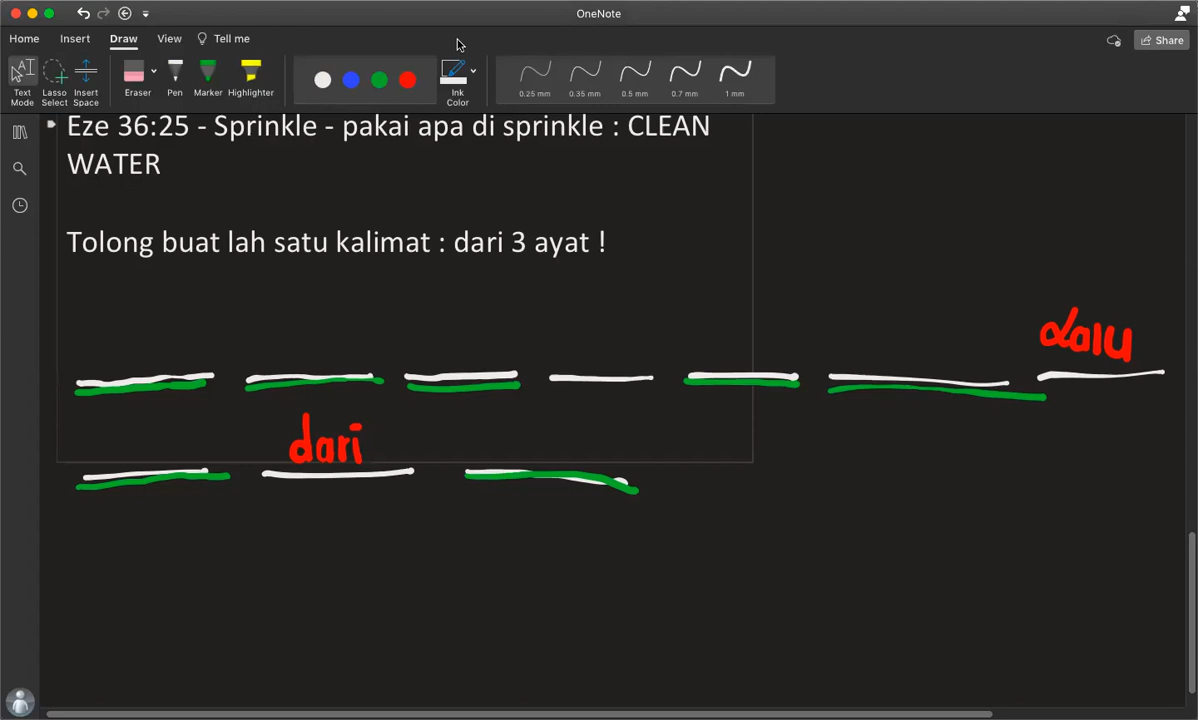 OneNote
Home Insert Draw View Tell me
Share
Text Mode
Lasso Select
Insert Space
Eraser
Pen
Marker
Highlighter
Ink Color
0.25 mm 0.35 mm 0.5 mm 0.7 mm 1 mm
Eze 36:25 - Sprinkle - pakai apa di sprinkle : CLEAN
WATER
Tolong buat lah satu kalimat : dari 3 ayat !
dalu
dari